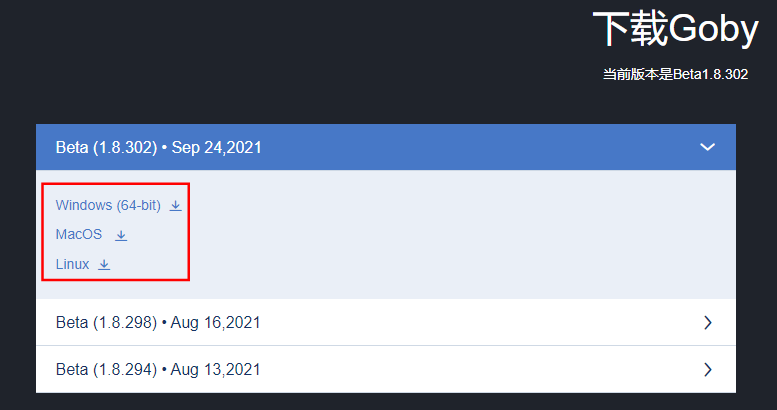 下载Goby
当前版本是Beta1.8.302
Beta (1.8.302) • Sep 24,2021
Windows (64-bit)
MacOS
Linux
Beta (1.8.298) • Aug 16,2021
Beta (1.8.294) • Aug 13,2021